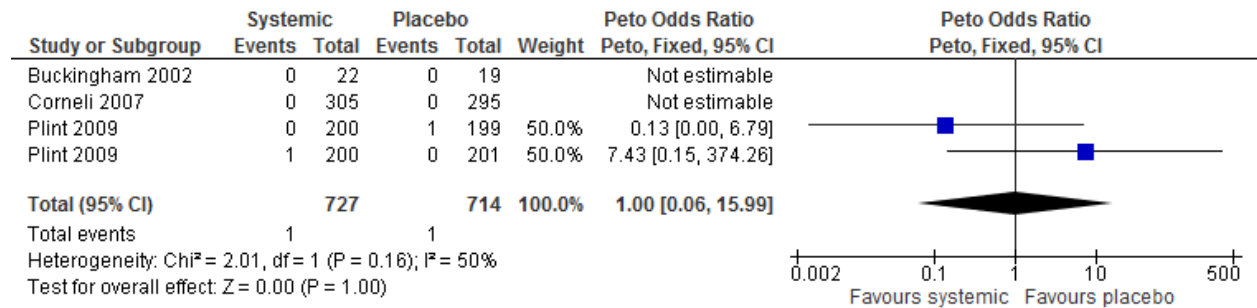 Systemic Placebo Peto Odds Ratio Peto Odds Ratio
Study or Subgroup Events Total Events Total Weight Peto, Fixed, 95% CI Peto, Fixed, 95% CI
Buckingham 2002 0 22 0 19 Not estimable
Corneli 2007 0 305 0 295 Not estimable
Plint 2009 0 200 1 199 50.0% 0.13 [0.00, 6.79]
Plint 2009 1 200 0 201 50.0% 7.43 [0.15, 374.26]
Total (95% CI) 727 714 100.0% 1.00 [0.06, 15.99]
Total events 1 1
Heterogeneity: Chi² = 2.01, df = 1 (P = 0.16); I² = 50%
Test for overall effect: Z = 0.00 (P = 1.00)
0.002 0.1 1 10 500
Favours systemic Favours placebo